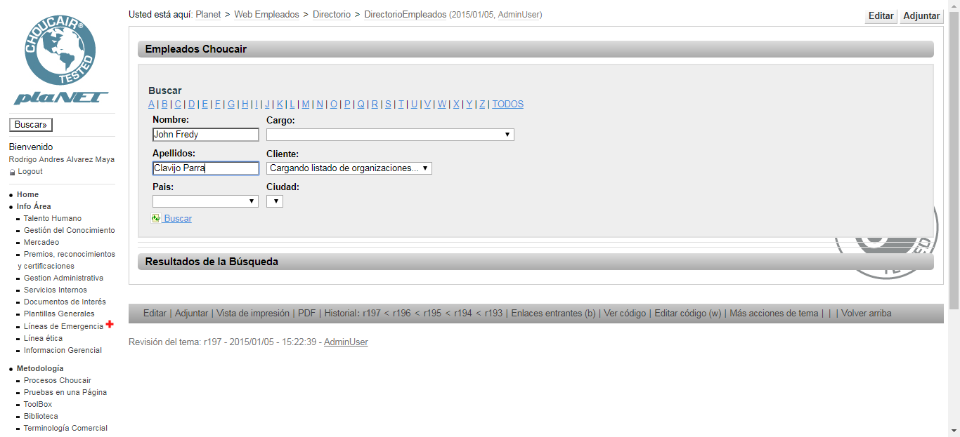 CHOUCAIR
TESTED
plaNET
Buscar»
Bienvenido
Rodrigo Andres Alvarez Maya
Logout
Home
Info Área
Talento Humano
Gestión del Conocimiento
Mercadeo
Premios, reconocimientos
y certificaciones
Gestion Administrativa
Servicios Internos
Documentos de Interés
Plantillas Generales
Líneas de Emergencia
Línea ética
Informacion Gerencial
Metodología
Procesos Choucair
Pruebas en una Página
ToolBox
Biblioteca
Terminología Comercial
Usted está aquí: Planet > Web Empleados > Directorio > DirectorioEmpleados (2015/01/05, AdminUser)
Editar Adjuntar
Empleados Choucair
Buscar
A | B | C | D | E | F | G | H | I | J | K | L | M | N | O | P | Q | R | S | T | U | V | W | X | Y | Z | TODOS
Nombre: Cargo:
John Fredy
Apellidos: Cliente:
Clavijo Parra Cargando listado de organizaciones...
Pais: Ciudad:
Buscar
TESTED
Resultados de la Búsqueda
Editar | Adjuntar | Vista de impresión | PDF | Historial: r197 < r196 < r195 < r194 < r193 | Enlaces entrantes (b) | Ver código | Editar código (w) | Más acciones de tema | | | Volver arriba
Revisión del tema: r197 - 2015/01/05 - 15:22:39 - AdminUser